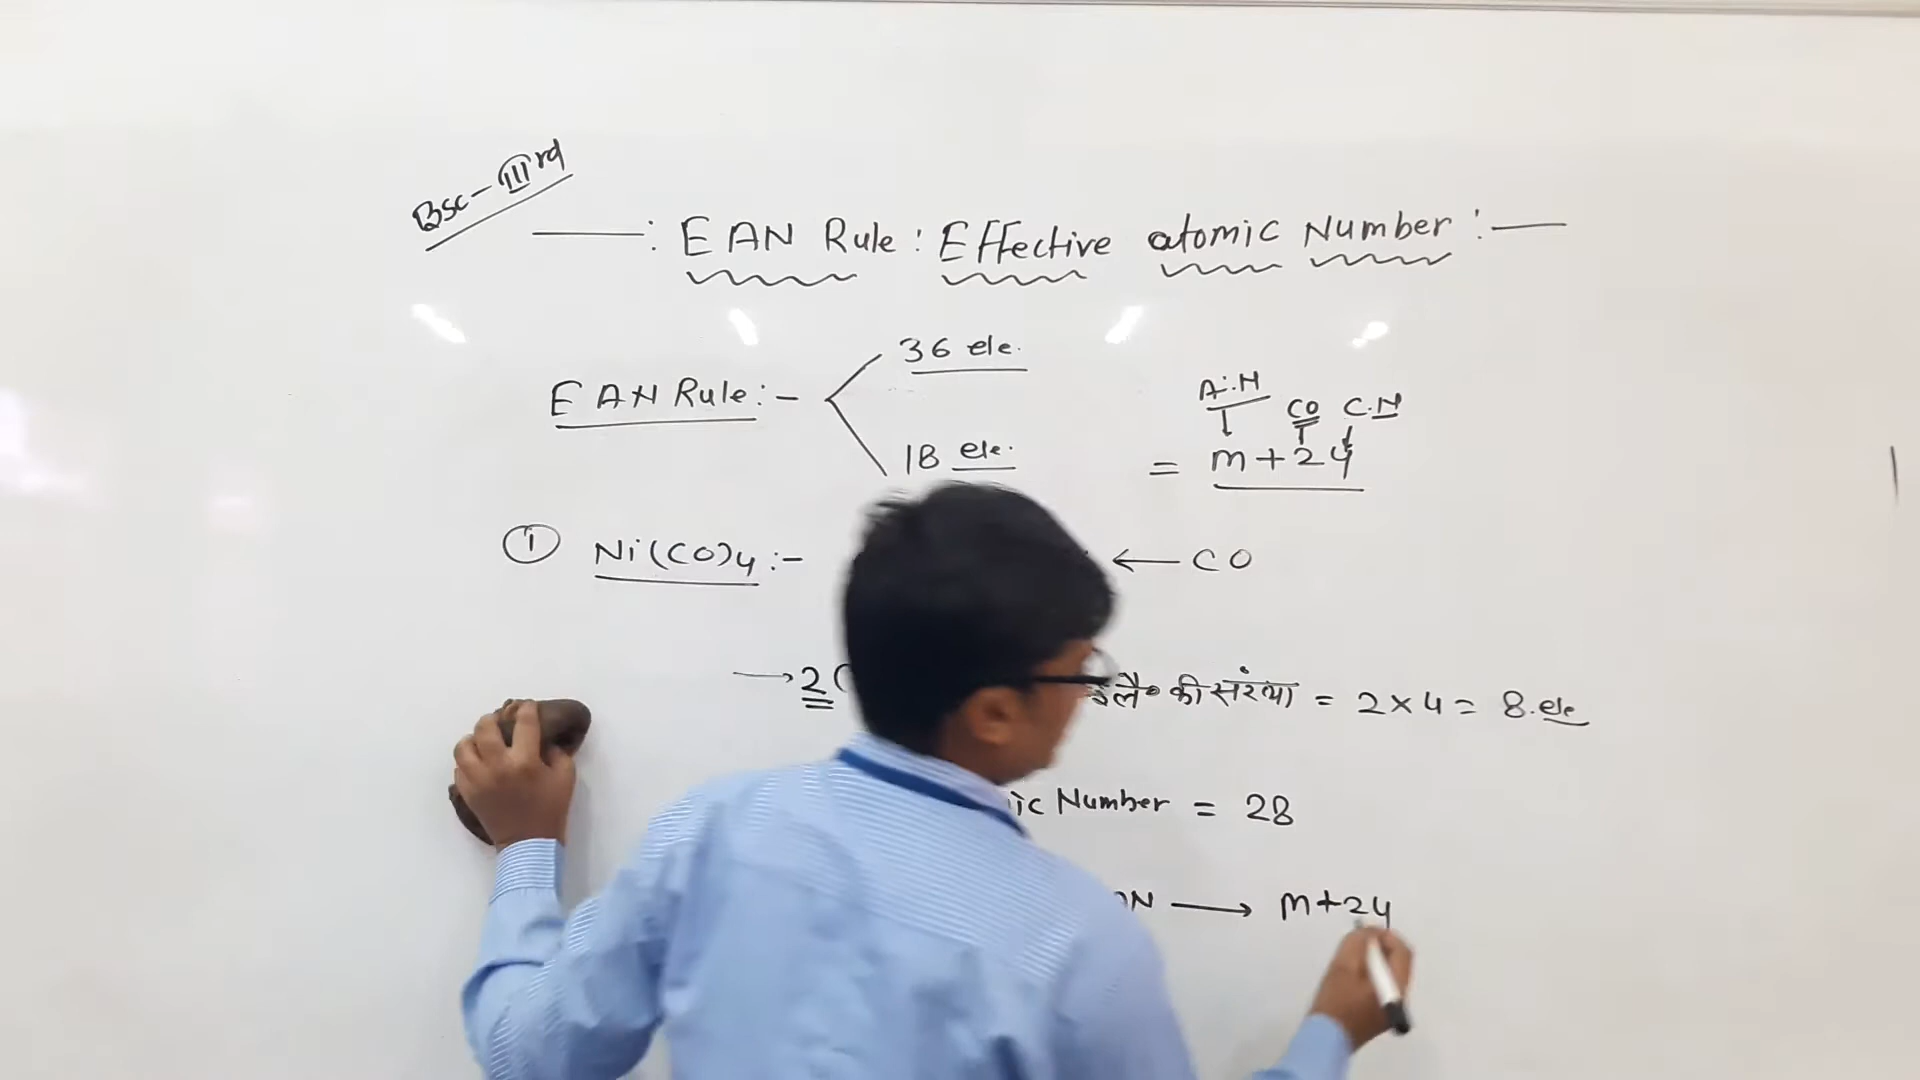 Bsc- IIIrd
: EAN Rule : Effective atomic Number :
EAN Rule :-
36 ele.
18 ele.
A.N
CO C.N
= m+2y
① Ni(CO)4 :-
← CO
→ 2
की संख्या = 2 × 4 = 8. ele
Number = 28
→ m+2y